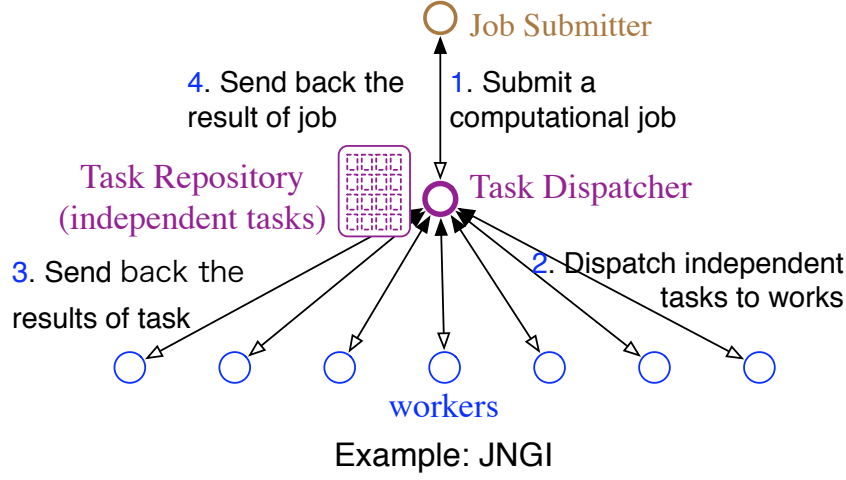 Job Submitter
4. Send back the
result of job
1. Submit a
computational job
Task Repository
(independent tasks)
Task Dispatcher
2. Dispatch independent
tasks to works
3. Send back the
results of task
workers
Example: JNGI